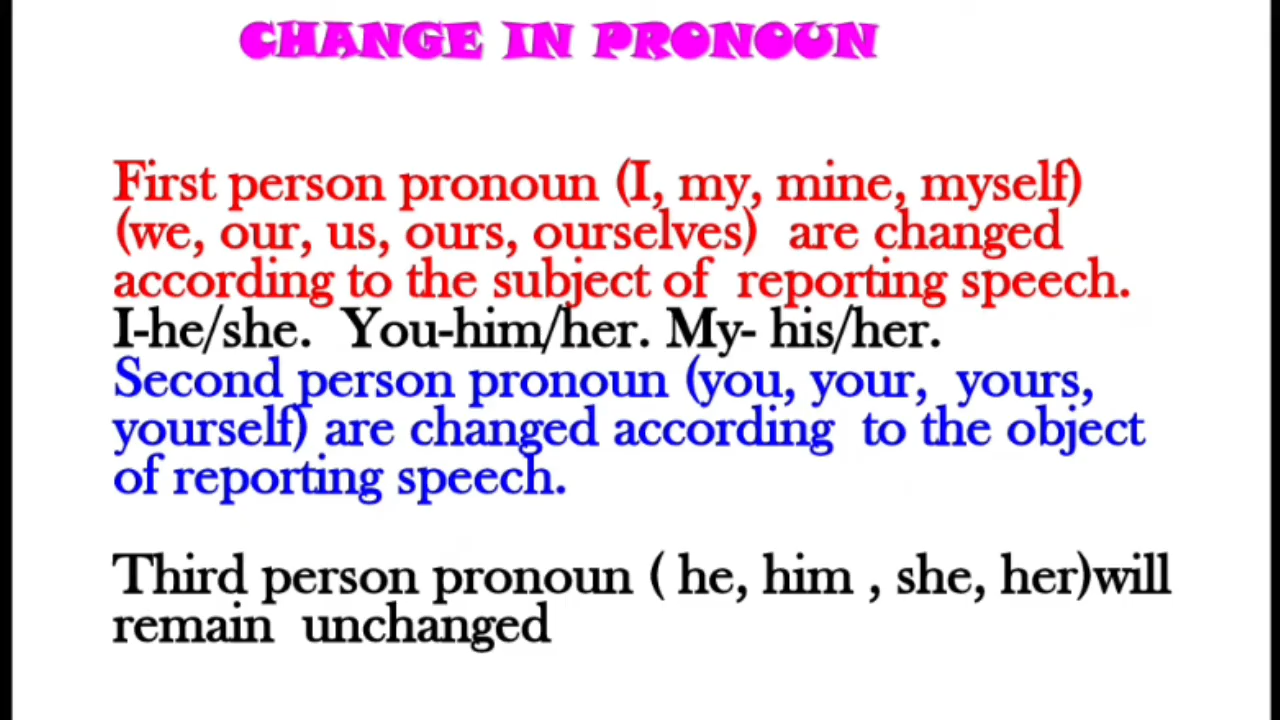 CHANGE IN PRONOUN
First person pronoun (I, my, mine, myself)
(we, our, us, ours, ourselves) are changed
according to the subject of reporting speech.
I-he/she. You-him/her. My- his/her.
Second person pronoun (you, your, yours,
yourself) are changed according to the object
of reporting speech.
Third person pronoun ( he, him , she, her)will
remain unchanged